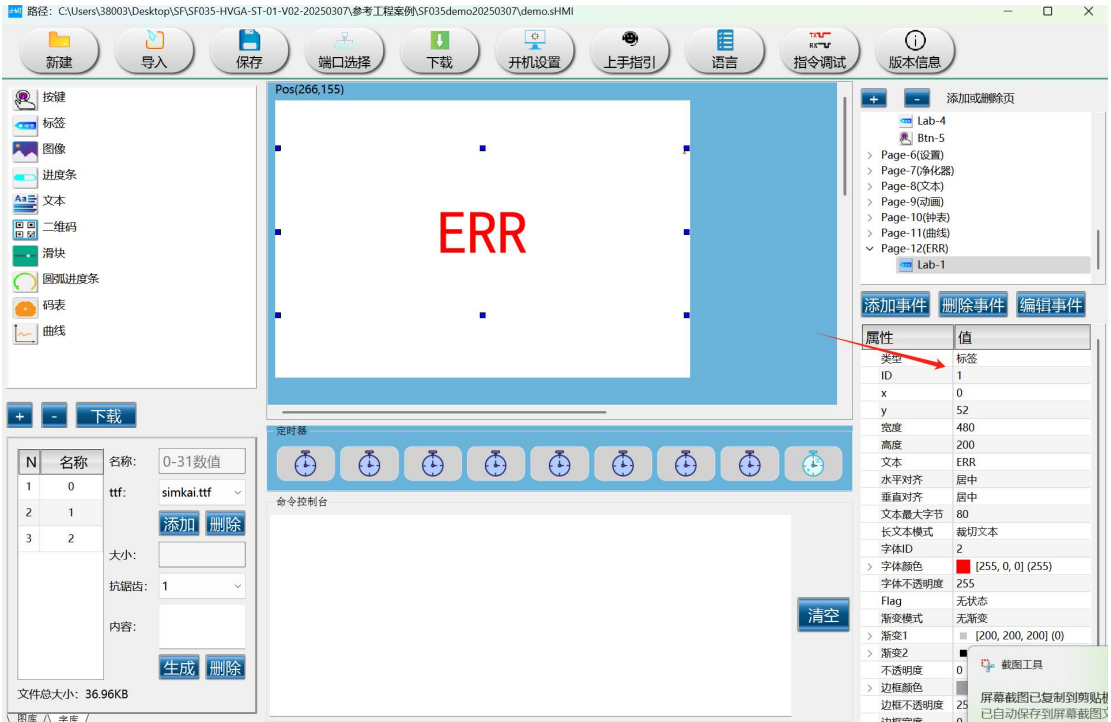 sHMI 路径: C:\Users\38003\Desktop\SF\SF035-HVGA-ST-01-V02-20250307\参考工程案例\SF035demo20250307\demo.sHMI
新建 导入 保存 端口选择 下载 开机设置 上手指引 语言 指令调试 版本信息
TX
RX
按键
标签
图像
进度条
Aa 文本
二维码
滑块
圆弧进度条
码表
曲线
+ - 下载
N 名称
1 0
2 1
3 2
名称: 0-31数值
ttf: simkai.ttf
添加 删除
大小:
抗锯齿: 1
内容:
生成 删除
文件总大小: 36.96KB
图库 字库
Pos(266,155)
1
ERR
定时器
命令控制台
清空
+ - 添加或删除页
Lab-4
Btn-5
Page-6(设置)
Page-7(净化器)
Page-8(文本)
Page-9(动画)
Page-10(钟表)
Page-11(曲线)
Page-12(ERR)
Lab-1
添加事件 删除事件 编辑事件
属性 值
类型 标签
ID 1
x 0
y 52
宽度 480
高度 200
文本 ERR
水平对齐 居中
垂直对齐 居中
文本最大字节 80
长文本模式 裁切文本
字体ID 2
字体颜色 [255, 0, 0] (255)
字体不透明度 255
Flag 无状态
渐变模式 无渐变
渐变1 [200, 200, 200] (0)
渐变2
不透明度 0
边框颜色
边框不透明度 25
边框宽度 0
截图工具
屏幕截图已复制到剪贴板
已自动保存到屏幕截图文